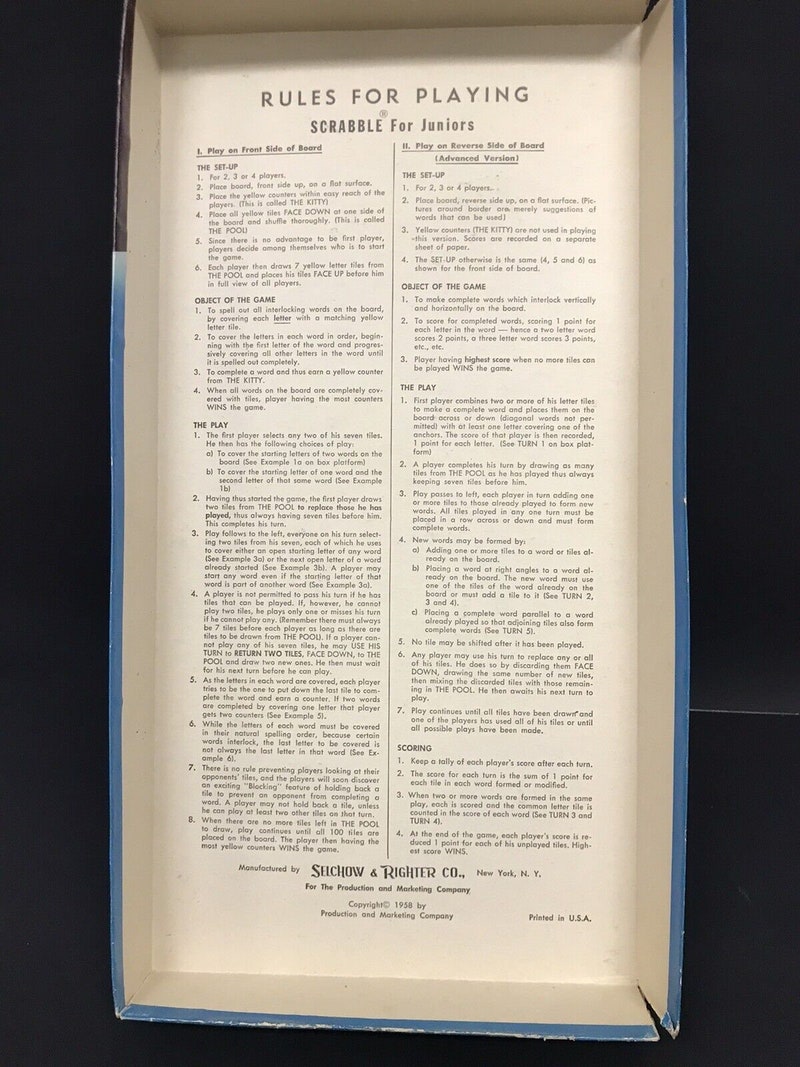 RULES FOR PLAYING
SCRABBLE® For Juniors
I. Play on Front Side of Board
THE SET-UP
1. For 2, 3 or 4 players.
2. Place board, front side up, on a flat surface.
3. Place the yellow counters within easy reach of the
players. (This is called THE KITTY)
4. Place all yellow tiles FACE DOWN at one side of
the board and shuffle thoroughly. (This is called
THE POOL)
5. Since there is no advantage to be first player,
players decide among themselves who is to start
the game.
6. Each player then draws 7 yellow letter tiles from
THE POOL and places his tiles FACE UP before him
in full view of all players.
OBJECT OF THE GAME
1. To spell out all interlocking words on the board,
by covering each letter with a matching yellow
letter tile.
2. To cover the letters in each word in order, begin-
ning with the first letter of the word and progres-
sively covering all other letters in the word until
it is spelled out completely.
3. To complete a word and thus earn a yellow counter
from THE KITTY.
4. When all words on the board are completely cov-
ered with tiles, player having the most counters
WINS the game.
THE PLAY
1. The first player selects any two of his seven tiles.
He then has the following choices of play:
a) To cover the starting letters of two words on the
board (See Example 1a on box platform)
b) To cover the starting letter of one word and the
second letter of that same word (See Example
1b)
2. Having thus started the game, the first player draws
two tiles from THE POOL to replace those he has
played, thus always having seven tiles before him.
This completes his turn.
3. Play follows to the left, everyone on his turn select-
ing two tiles from his seven, each of which he uses
to cover either an open starting letter of any word
(See Example 3a) or the next open letter of a word
already started (See Example 3b). A player may
start any word even if the starting letter of that
word is part of another word (See Example 3a).
4. A player is not permitted to pass his turn if he has
tiles that can be played. If, however, he cannot
play two tiles, he plays only one or misses his turn
if he cannot play any. (Remember there must always
be 7 tiles before each player as long as there are
tiles to be drawn from THE POOL). If a player can-
not play any of his seven tiles, he may USE HIS
TURN to RETURN TWO TILES, FACE DOWN, to THE
POOL and draw two new ones. He then must wait
for his next turn before he can play.
5. As the letters in each word are covered, each player
tries to be the one to put down the last tile to com-
plete the word and earn a counter. If two words
are completed by covering one letter that player
gets two counters (See Example 5).
6. While the letters of each word must be covered
in their natural spelling order, because certain
words interlock, the last letter to be covered is
not always the last letter in that word (See Ex-
ample 6).
7. There is no rule preventing players looking at their
opponents' tiles, and the players will soon discover
an exciting "Blocking" feature of holding back a
tile to prevent an opponent from completing a
word. A player may not hold back a tile, unless
he can play at least two other tiles on that turn.
8. When there are no more tiles left in THE POOL
to draw, play continues until all 100 tiles are
placed on the board. The player then having the
most yellow counters WINS the game.
II. Play on Reverse Side of Board
(Advanced Version)
THE SET-UP
1. For 2, 3 or 4 players.
2. Place board, reverse side up, on a flat surface. (Pic-
tures around border are merely suggestions of
words that can be used)
3. Yellow counters (THE KITTY) are not used in playing
this version. Scores are recorded on a separate
sheet of paper.
4. The SET-UP otherwise is the same (4, 5 and 6) as
shown for the front side of board.
OBJECT OF THE GAME
1. To make complete words which interlock vertically
and horizontally on the board.
2. To score for completed words, scoring 1 point for
each letter in the word — hence a two letter word
scores 2 points, a three letter word scores 3 points,
etc., etc.
3. Player having highest score when no more tiles can
be played WINS the game.
THE PLAY
1. First player combines two or more of his letter tiles
to make a complete word and places them on the
board across or down (diagonal words not per-
mitted) with at least one letter covering one of the
anchors. The score of that player is then recorded,
1 point for each letter. (See TURN 1 on box plat-
form)
2. A player completes his turn by drawing as many
tiles from THE POOL as he has played thus always
keeping seven tiles before him.
3. Play passes to left, each player in turn adding one
or more tiles to those already played to form new
words. All tiles played in any one turn must be
placed in a row across or down and must form
complete words.
4. New words may be formed by:
a) Adding one or more tiles to a word or tiles al-
ready on the board.
b) Placing a word at right angles to a word al-
ready on the board. The new word must use
one of the tiles of the word already on the
board or must add a tile to it (See TURN 2,
3 and 4).
c) Placing a complete word parallel to a word
already played so that adjoining tiles also form
complete words (See TURN 5).
5. No tile may be shifted after it has been played.
6. Any player may use his turn to replace any or all
of his tiles. He does so by discarding them FACE
DOWN, drawing the same number of new tiles,
then mixing the discarded tiles with those remain-
ing in THE POOL. He then awaits his next turn to
play.
7. Play continues until all tiles have been drawn and
one of the players has used all of his tiles or until
all possible plays have been made.
SCORING
1. Keep a tally of each player's score after each turn.
2. The score for each turn is the sum of 1 point for
each tile in each word formed or modified.
3. When two or more words are formed in the same
play, each is scored and the common letter tile is
counted in the score of each word (See TURN 3 and
TURN 4).
4. At the end of the game, each player's score is re-
duced 1 point for each of his unplayed tiles. High-
est score WINS.
Manufactured by SELCHOW & RIGHTER CO., New York, N. Y.
For The Production and Marketing Company
Copyright© 1958 by
Production and Marketing Company
Printed in U.S.A.